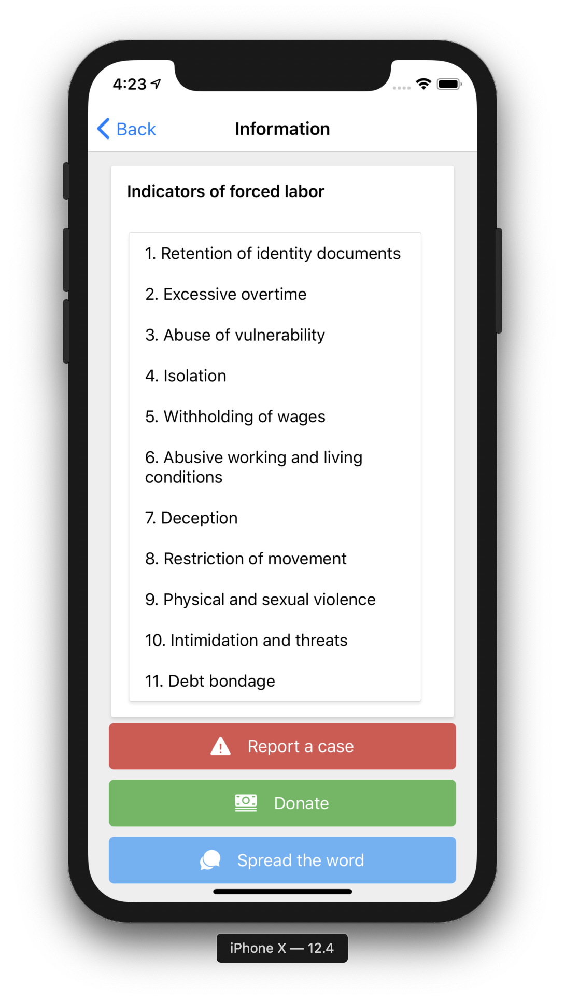 4:23
Back
Information
Indicators of forced labor
1. Retention of identity documents
2. Excessive overtime
3. Abuse of vulnerability
4. Isolation
5. Withholding of wages
6. Abusive working and living
conditions
7. Deception
8. Restriction of movement
9. Physical and sexual violence
10. Intimidation and threats
11. Debt bondage
Report a case
Donate
Spread the word
iPhone X — 12.4